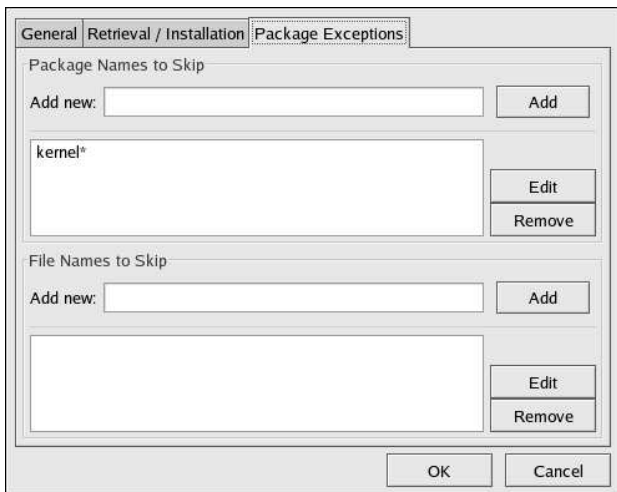 General Retrieval / Installation Package Exceptions
Package Names to Skip
Add new: Add
kernel*
Edit
Remove
File Names to Skip
Add new: Add
Edit
Remove
OK Cancel